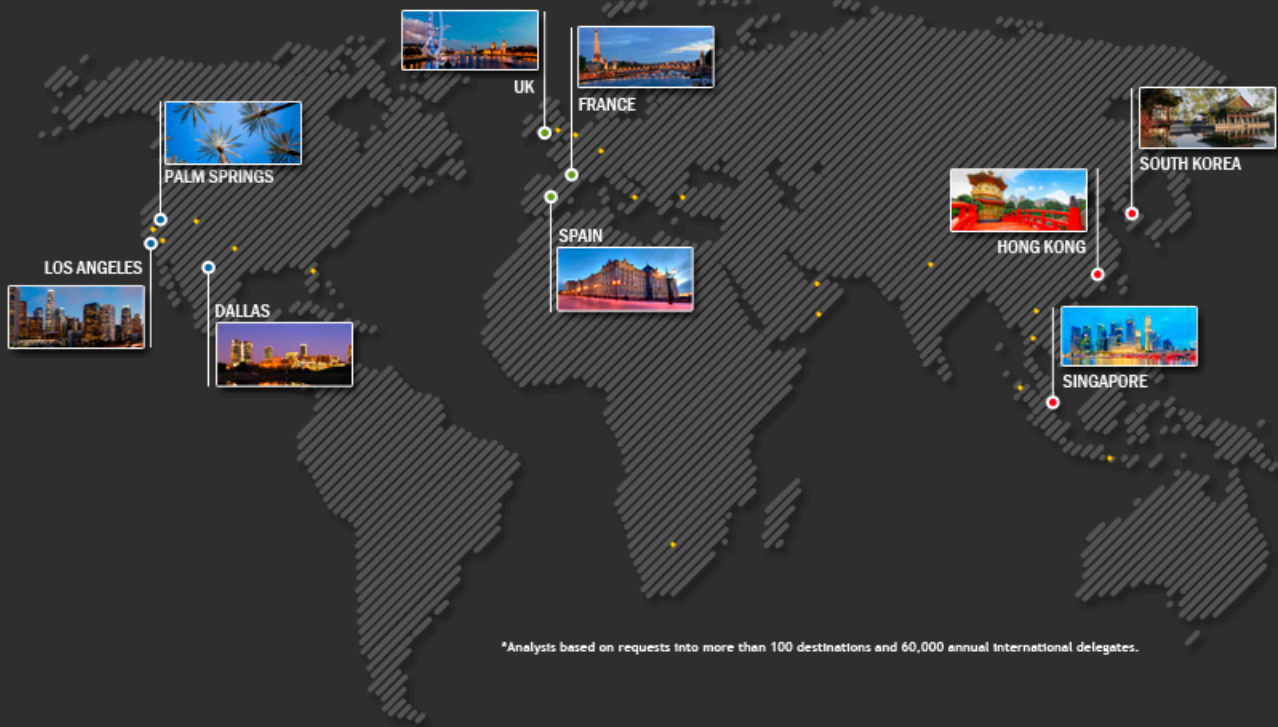 UK
FRANCE
PALM SPRINGS
SOUTH KOREA
SPAIN
HONG KONG
LOS ANGELES
DALLAS
SINGAPORE
*Analysis based on requests into more than 100 destinations and 60,000 annual international delegates.